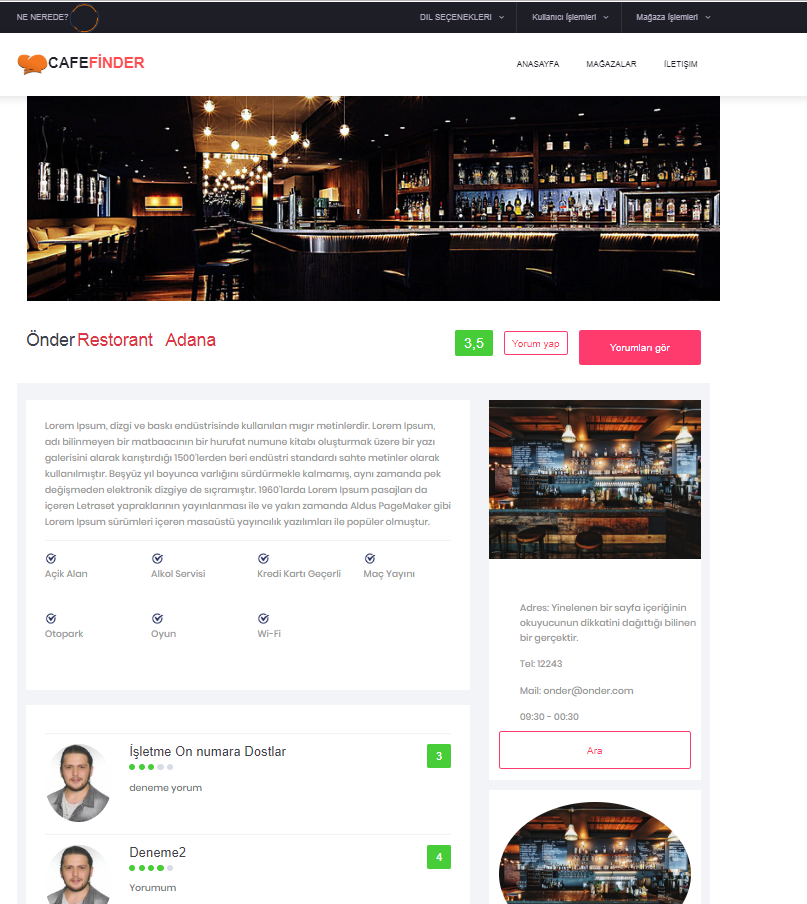 NE NEREDE?
DIL SEÇENEKLERI
Kullanıcı İşlemleri
Mağaza İşlemleri
CAFEFİNDER
ANASAYFA
MAĞAZALAR
İLETİŞİM
Önder Restorant Adana
3,5
Yorum yap
Yorumları gör
Lorem Ipsum, dizgi ve baskı endüstrisinde kullanılan mıgır metinlerdir. Lorem Ipsum,
adı bilinmeyen bir matbaacının bir hurufat numune kitabı oluşturmak üzere bir yazı
galerisini alarak karıştırdığı 1500'lerden beri endüstri standardı sahte metinler olarak
kullanılmıştır. Beşyüz yıl boyunca varlığını sürdürmekle kalmamış, aynı zamanda pek
değişmeden elektronik dizgiye de sıçramıştır. 1960'larda Lorem Ipsum pasajları da
içeren Letraset yapraklarının yayınlanması ile ve yakın zamanda Aldus PageMaker gibi
Lorem Ipsum sürümleri içeren masaüstü yayıncılık yazılımları ile popüler olmuştur.
Açik Alan
Alkol Servisi
Kredi Kartı Geçerli
Maç Yayını
Otopark
Oyun
Wi-Fi
Adres: Yinelenen bir sayfa içeriğinin
okuyucunun dikkatini dağıttığı bilinen
bir gerçektir.
Tel: 12243
Mail: onder@onder.com
09:30 - 00:30
Ara
İşletme On numara Dostlar
3
deneme yorum
Deneme2
4
Yorumum